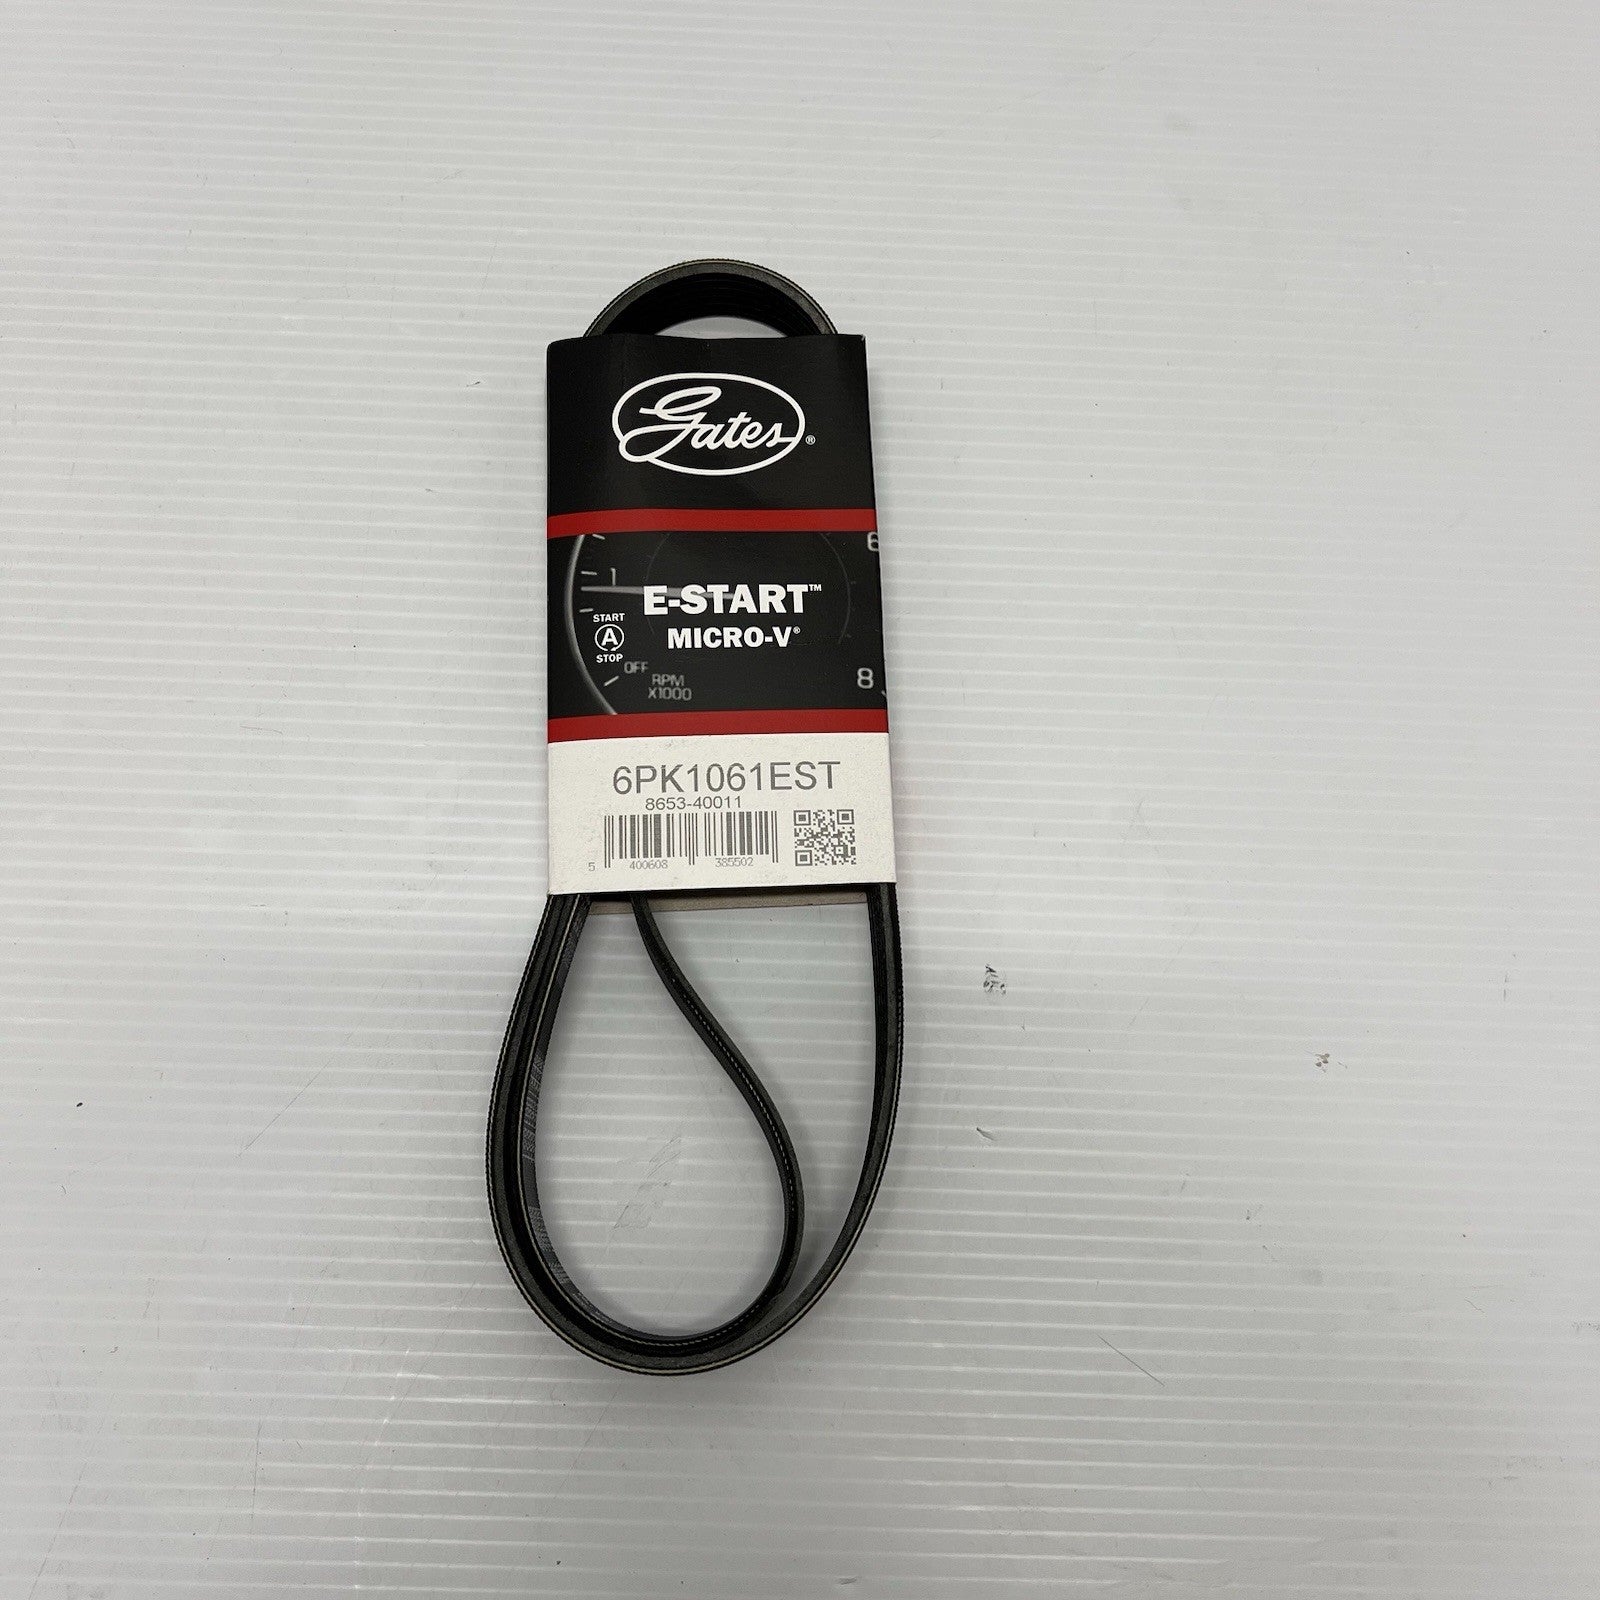 Gates®
6
1
E-START™
START
A
MICRO-V®
STOP
OFF
RPM
X1000
8
6PK1061EST
8653-40011
5 400608 385502